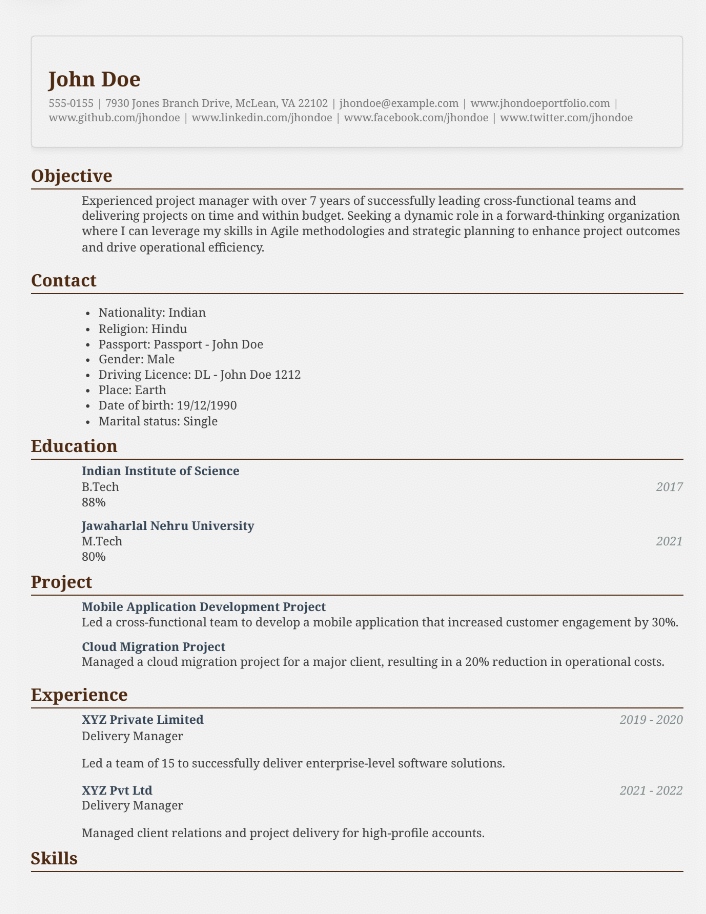 John Doe
555-0155 | 7930 Jones Branch Drive, McLean, VA 22102 | jhondoe@example.com | www.jhondoeportfolio.com |
www.github.com/jhondoe | www.linkedin.com/jhondoe | www.facebook.com/jhondoe | www.twitter.com/jhondoe
Objective
Experienced project manager with over 7 years of successfully leading cross-functional teams and
delivering projects on time and within budget. Seeking a dynamic role in a forward-thinking organization
where I can leverage my skills in Agile methodologies and strategic planning to enhance project outcomes
and drive operational efficiency.
Contact
• Nationality: Indian
• Religion: Hindu
• Passport: Passport - John Doe
• Gender: Male
• Driving Licence: DL - John Doe 1212
• Place: Earth
• Date of birth: 19/12/1990
• Marital status: Single
Education
Indian Institute of Science
B.Tech 2017
88%
Jawaharlal Nehru University
M.Tech 2021
80%
Project
Mobile Application Development Project
Led a cross-functional team to develop a mobile application that increased customer engagement by 30%.
Cloud Migration Project
Managed a cloud migration project for a major client, resulting in a 20% reduction in operational costs.
Experience
XYZ Private Limited 2019 - 2020
Delivery Manager
Led a team of 15 to successfully deliver enterprise-level software solutions.
XYZ Pvt Ltd 2021 - 2022
Delivery Manager
Managed client relations and project delivery for high-profile accounts.
Skills